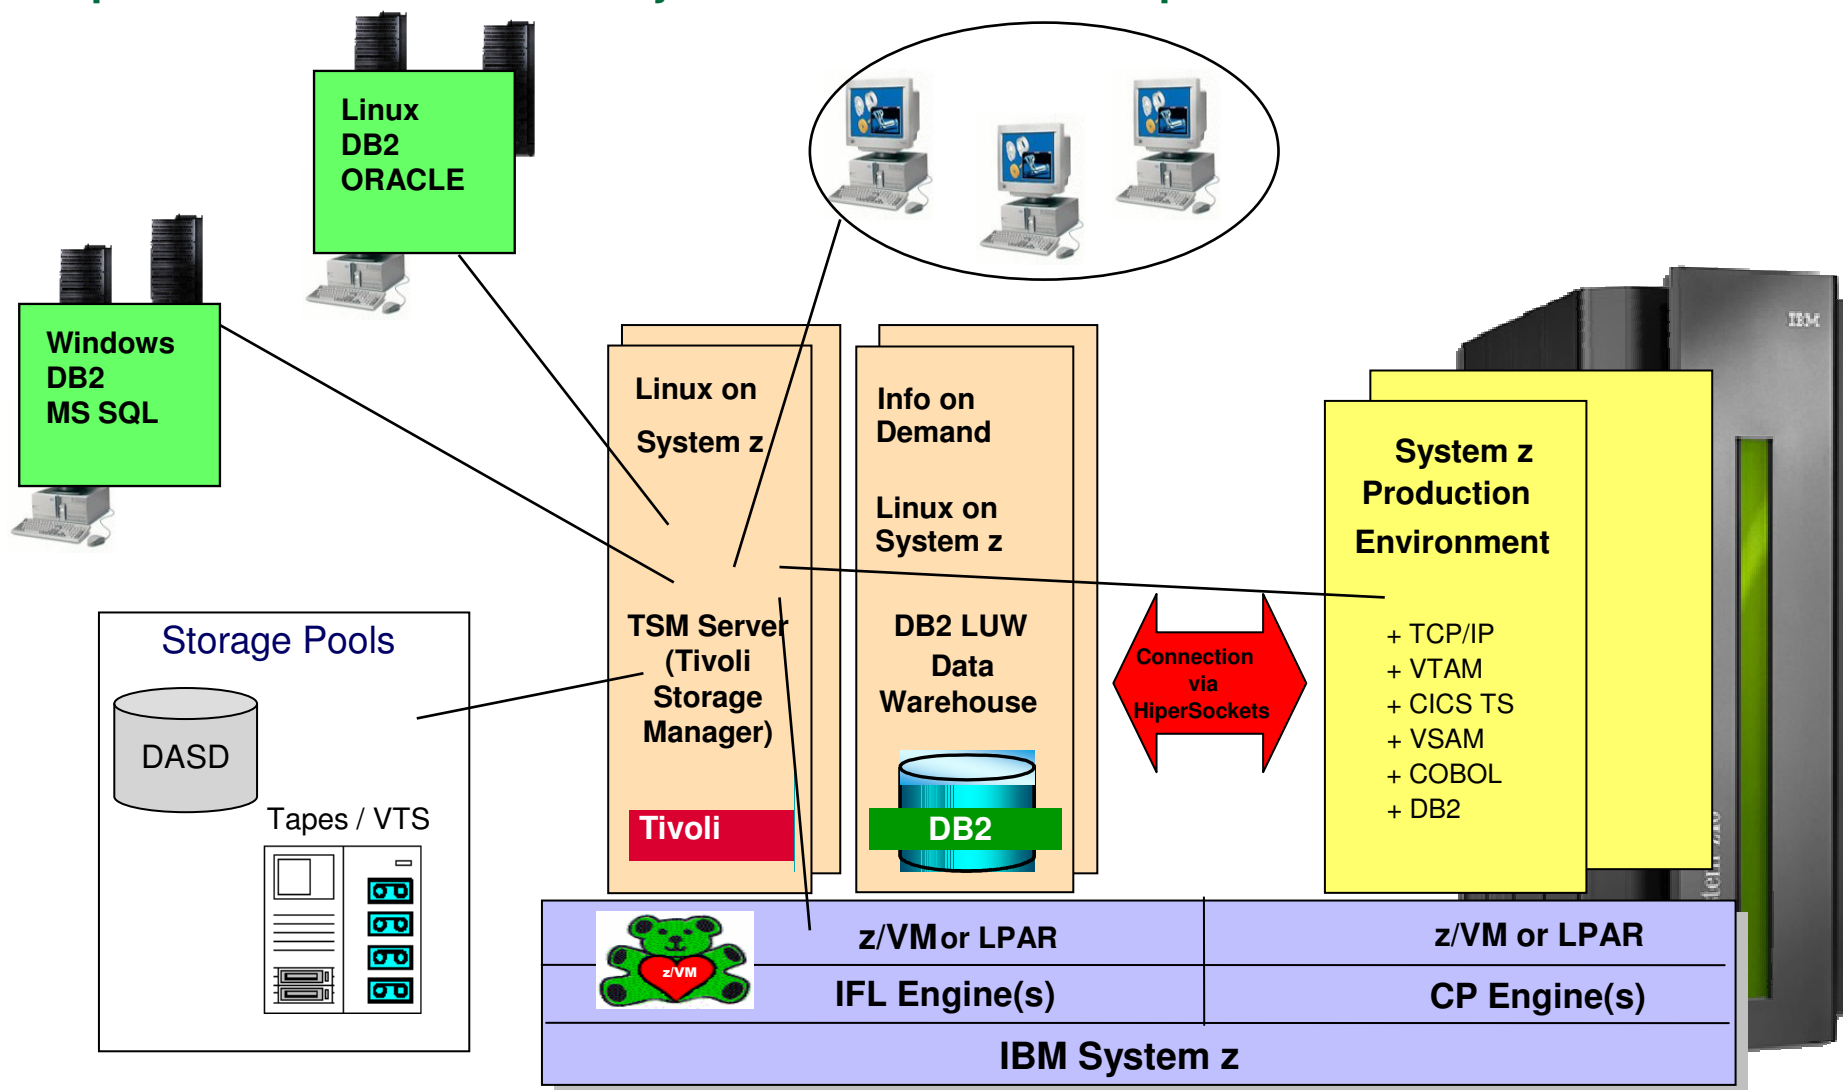 Linux
DB2
ORACLE
Windows
DB2
MS SQL
IBM
Linux on
System z
Info on
Demand
Linux on
System z
System z
Production
Environment
TSM Server
(Tivoli
Storage
Manager)
DB2 LUW
Data
Warehouse
Connection
via
HiperSockets
+ TCP/IP
+ VTAM
+ CICS TS
+ VSAM
+ COBOL
+ DB2
Storage Pools
DASD
Tapes / VTS
Tivoli
DB2
z/VM
z/VM or LPAR
z/VM or LPAR
IFL Engine(s)
CP Engine(s)
IBM System z